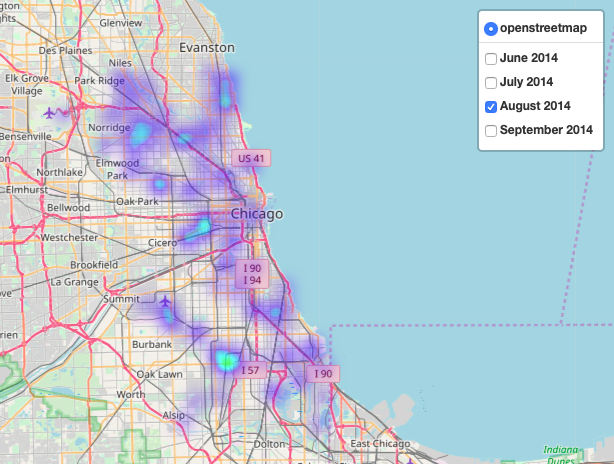 Glenview
Evanston
Des Plaines
Niles
Park Ridge
Elk Grove
Village
Norridge
Bensenville
Elmwood
Park
Northlake
US 41
Elmhurst
Oak Park
Bellwood
Chicago
Westchester
Cicero
Brookfield
I 90
I 94
La Grange
Summit
Burbank
Oak Lawn
I 57
I 90
Worth
Alsip
Dolton
East Chicago
Indiana
Dunes
openstreetmap
June 2014
July 2014
August 2014
September 2014